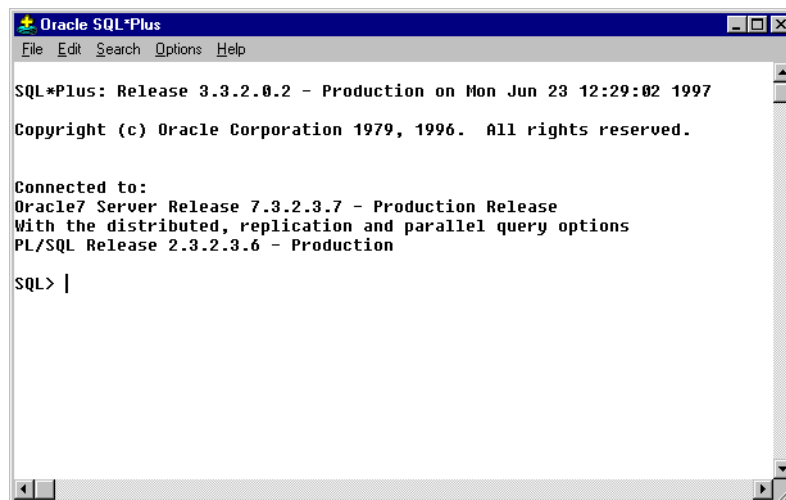 Oracle SQL*Plus
File Edit Search Options Help
SQL*Plus: Release 3.3.2.0.2 - Production on Mon Jun 23 12:29:02 1997
Copyright (c) Oracle Corporation 1979, 1996.  All rights reserved.
Connected to:
Oracle7 Server Release 7.3.2.3.7 - Production Release
With the distributed, replication and parallel query options
PL/SQL Release 2.3.2.3.6 - Production
SQL>